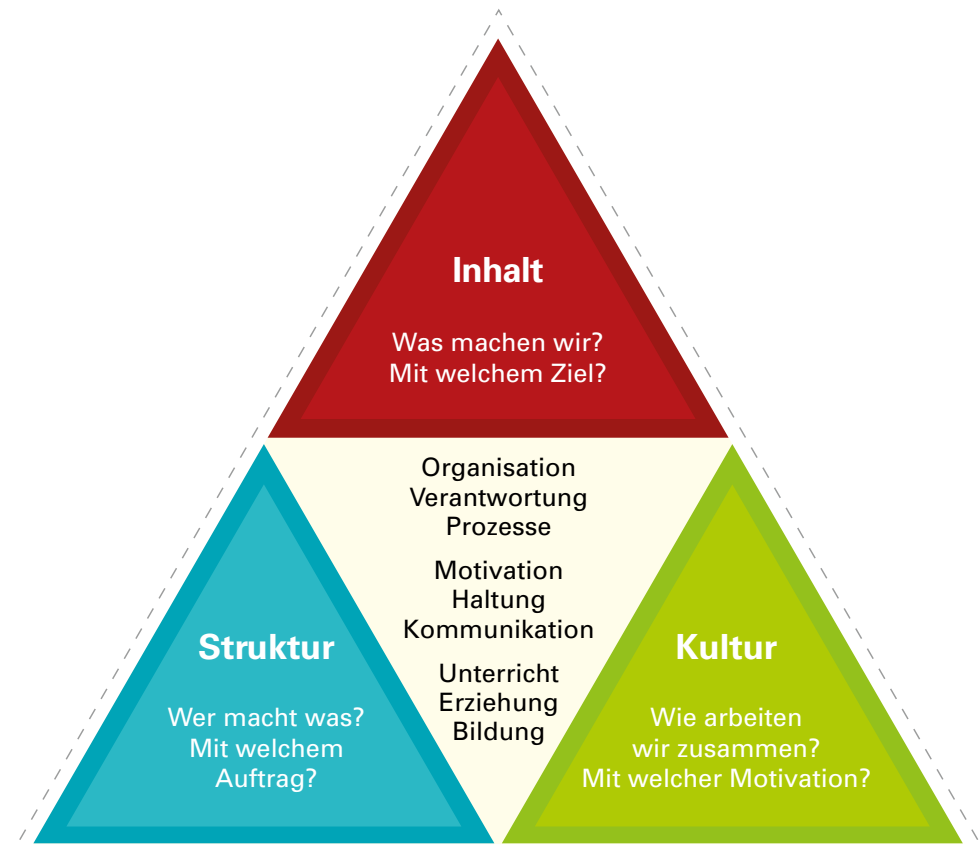 Inhalt
Was machen wir?
Mit welchem Ziel?
Organisation
Verantwortung
Prozesse
Motivation
Haltung
Kommunikation
Unterricht
Erziehung
Bildung
Struktur
Wer macht was?
Mit welchem
Auftrag?
Kultur
Wie arbeiten
wir zusammen?
Mit welcher Motivation?